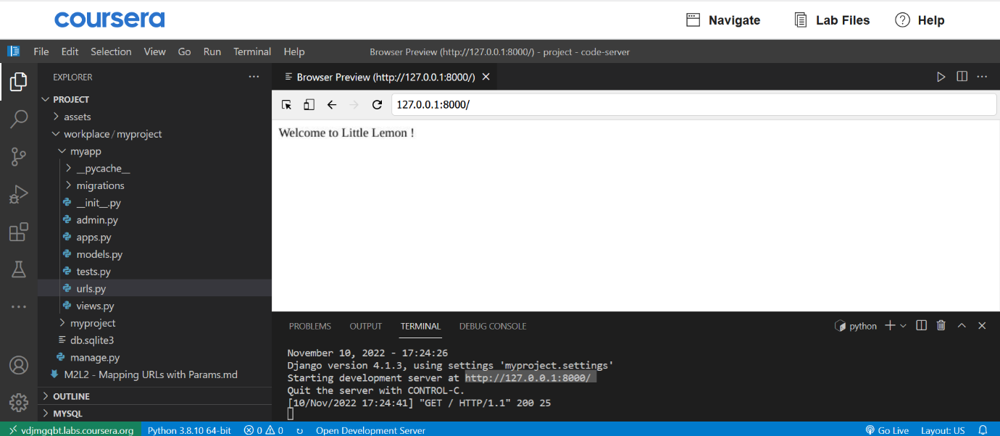 coursera
Navigate
Lab Files
Help
File Edit Selection View Go Run Terminal Help
Browser Preview (http://127.0.0.1:8000/) - project - code-server
EXPLORER
PROJECT
assets
workplace / myproject
myapp
__pycache__
migrations
__init__.py
admin.py
apps.py
models.py
tests.py
urls.py
views.py
myproject
db.sqlite3
manage.py
M2L2 - Mapping URLs with Params.md
OUTLINE
MYSQL
Browser Preview (http://127.0.0.1:8000/)
127.0.0.1:8000/
Welcome to Little Lemon !
PROBLEMS OUTPUT TERMINAL DEBUG CONSOLE
python
November 10, 2022 - 17:24:26
Django version 4.1.3, using settings 'myproject.settings'
Starting development server at http://127.0.0.1:8000/
Quit the server with CONTROL-C.
[10/Nov/2022 17:24:41] "GET / HTTP/1.1" 200 25
vdjmgqbt.labs.coursera.org Python 3.8.10 64-bit 0 0 Open Development Server Go Live Layout: US